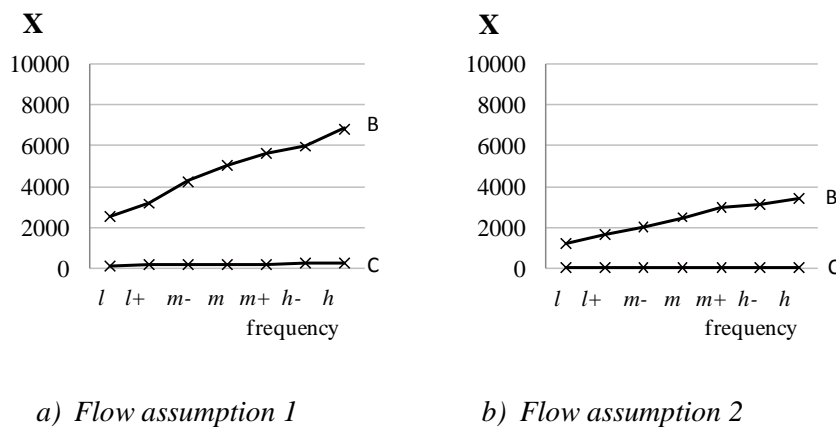 X
10000
8000
6000
4000
2000
0
B
C
l l+ m- m m+ h- h
frequency
a) Flow assumption 1
X
10000
8000
6000
4000
2000
0
B
C
l l+ m- m m+ h- h
frequency
b) Flow assumption 2